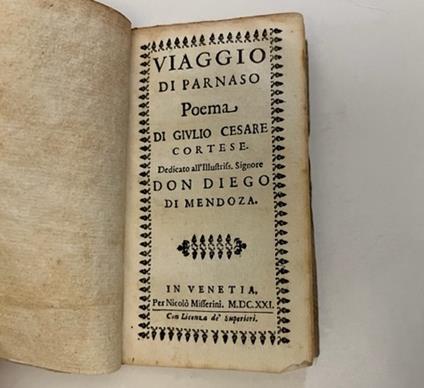 VIAGGIO
DI PARNASO
Poema
DI GIVLIO CESARE
CORTESE.
Dedicato all'Illustriss. Signore
DON DIEGO
DI MENDOZA.
IN VENETIA,
Per Nicolò Misserini. M.DC.XXI.
Con Licenza de' Superiori.